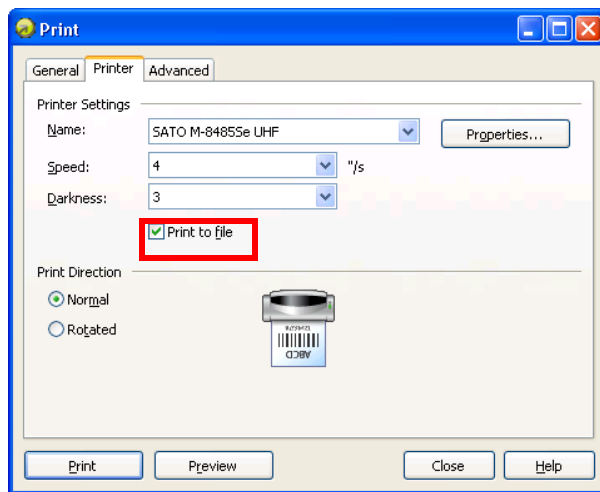 Print
General Printer Advanced
Printer Settings
Name: SATO M-8485Se UHF Properties...
Speed: 4 "/s
Darkness: 3
Print to file
Print Direction
Normal
Rotated
ABCD
Print Preview Close Help